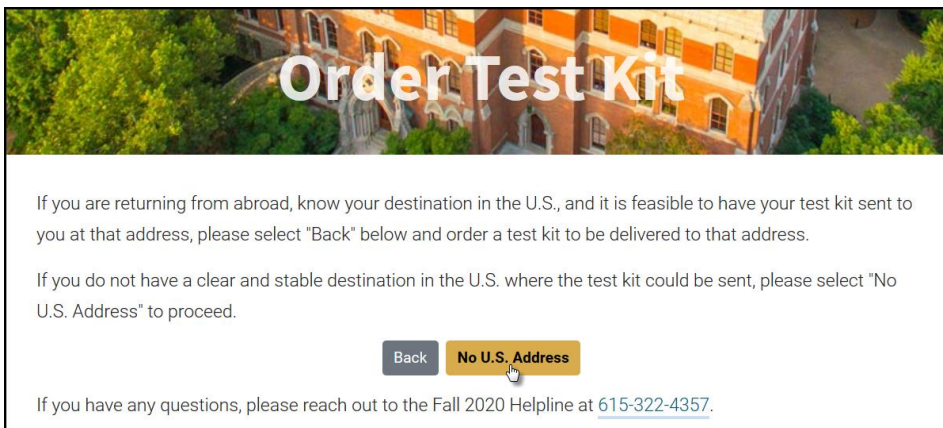 Order Test Kit
If you are returning from abroad, know your destination in the U.S., and it is feasible to have your test kit sent to
you at that address, please select "Back" below and order a test kit to be delivered to that address.
If you do not have a clear and stable destination in the U.S. where the test kit could be sent, please select "No
U.S. Address" to proceed.
Back No U.S. Address
If you have any questions, please reach out to the Fall 2020 Helpline at 615-322-4357.